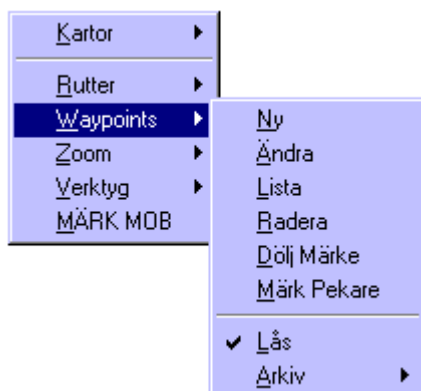 Kartor
Rutter
Waypoints
Zoom
Verktyg
MÄRK MOB
Ny
Ändra
Lista
Radera
Dölj Märke
Märk Pekare
Lås
Arkiv